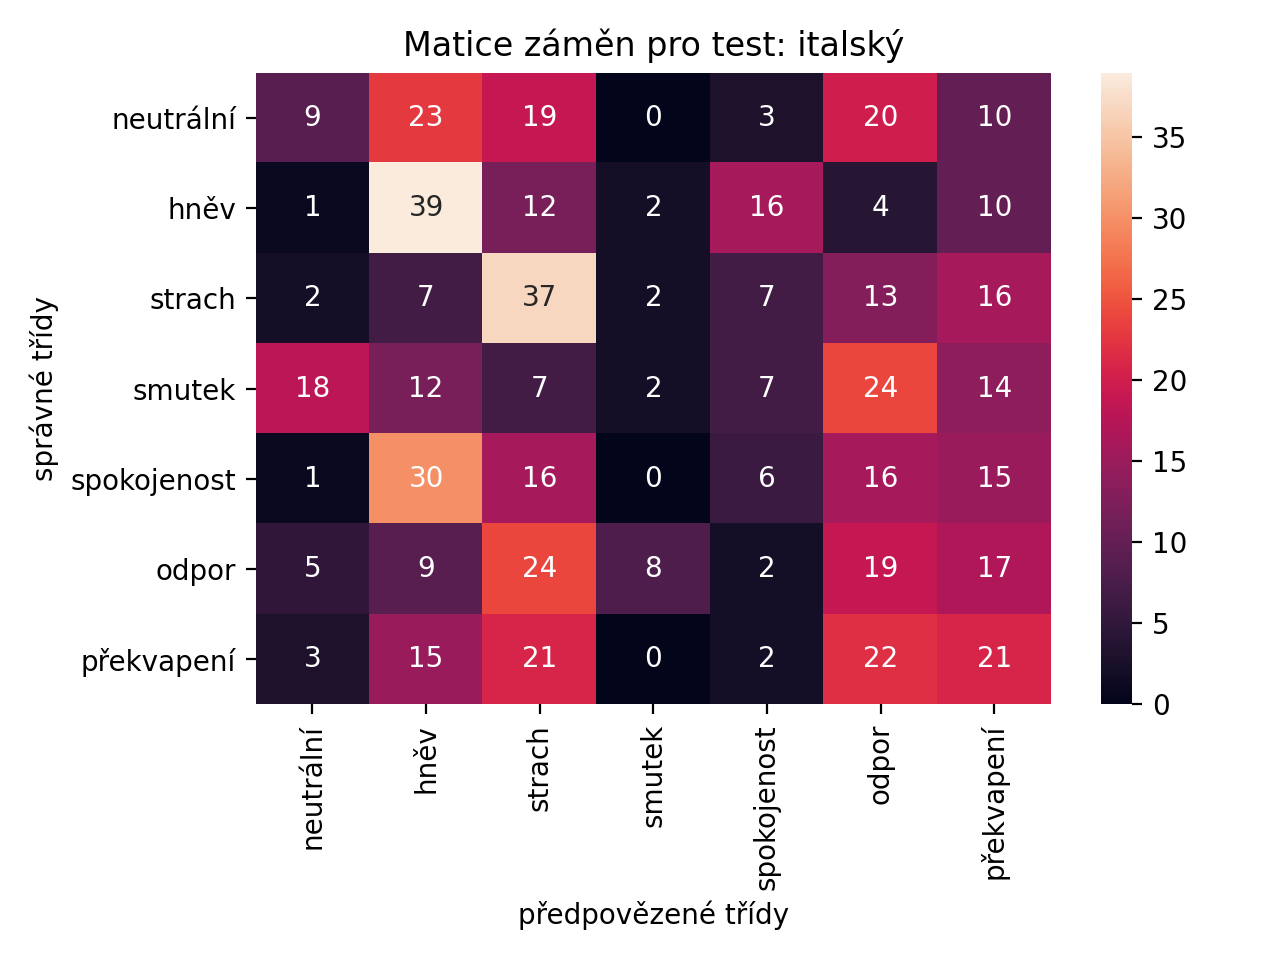 Matice záměn pro test: italský
správné třídy
neutrální 9 23 19 0 3 20 10
hněv 1 39 12 2 16 4 10
strach 2 7 37 2 7 13 16
smutek 18 12 7 2 7 24 14
spokojenost 1 30 16 0 6 16 15
odpor 5 9 24 8 2 19 17
překvapení 3 15 21 0 2 22 21
neutrální hněv strach smutek spokojenost odpor překvapení
předpovězené třídy
35
30
25
20
15
10
5
0